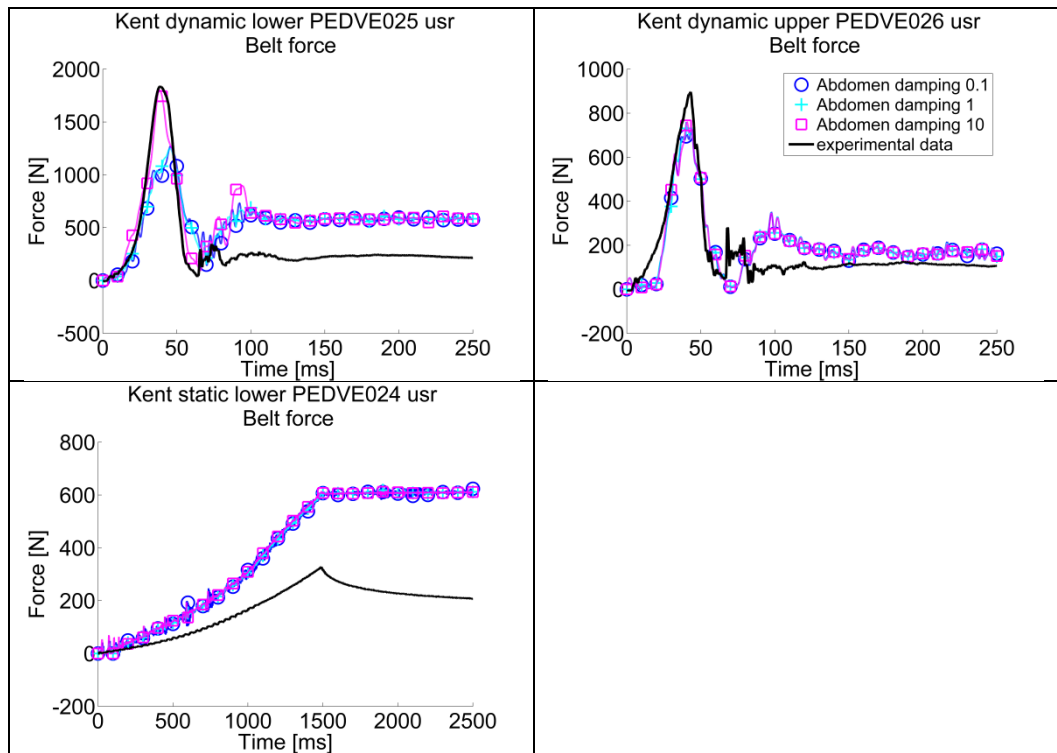 Kent dynamic lower PEDVE025 usr
Belt force
2000
1500
1000
500
0
-500
Force [N]
0 50 100 150 200 250
Time [ms]
Kent dynamic upper PEDVE026 usr
Belt force
1000
800
600
400
200
0
-200
Force [N]
Abdomen damping 0.1
Abdomen damping 1
Abdomen damping 10
experimental data
0 50 100 150 200 250
Time [ms]
Kent static lower PEDVE024 usr
Belt force
800
600
400
200
0
-200
Force [N]
0 500 1000 1500 2000 2500
Time [ms]